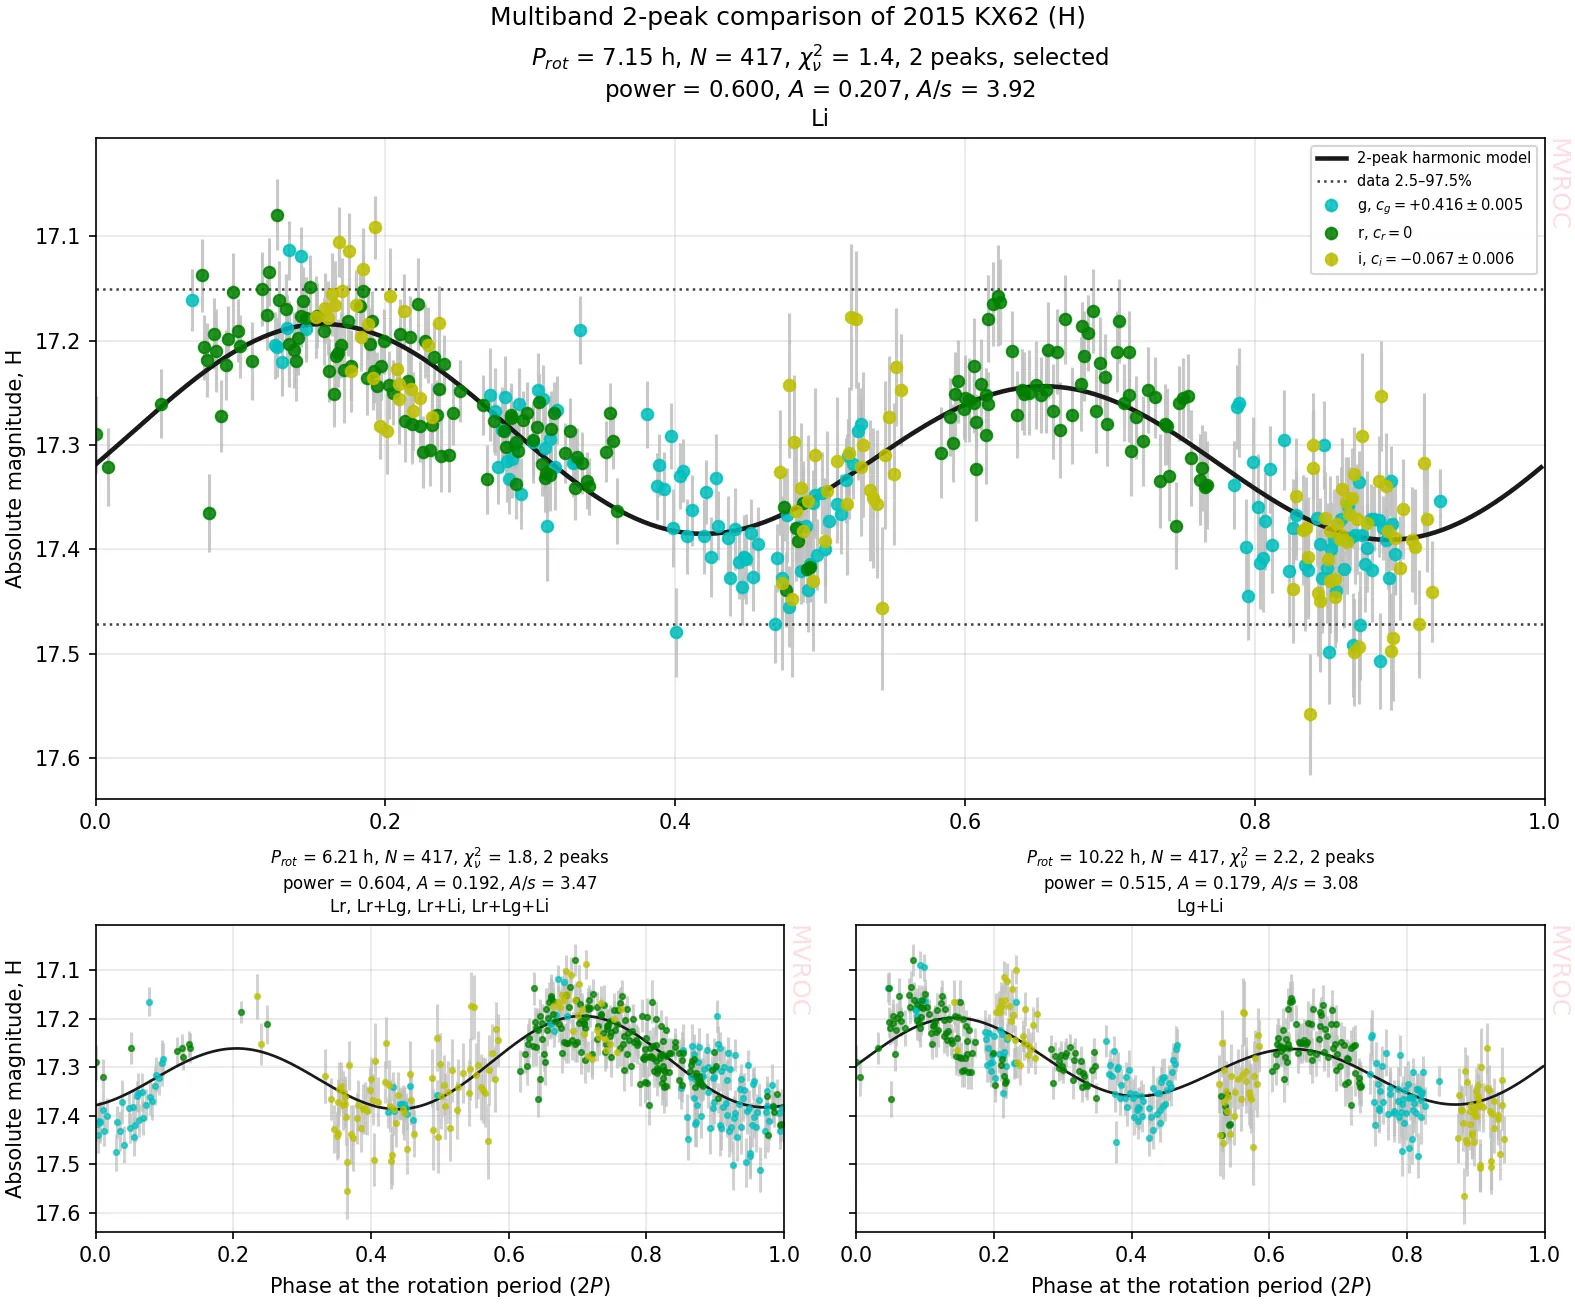 Multiband 2-peak comparison of 2015 KX62 (H)
P_rot = 7.15 h, N = 417, χ²_ν = 1.4, 2 peaks, selected
power = 0.600, A = 0.207, A/s = 3.92
Li
2-peak harmonic model
data 2.5–97.5%
g, c_g = +0.416 ± 0.005
r, c_r = 0
i, c_i = −0.067 ± 0.006
MVROC
Absolute magnitude, H
17.1
17.2
17.3
17.4
17.5
17.6
0.0 0.2 0.4 0.6 0.8 1.0
P_rot = 6.21 h, N = 417, χ²_ν = 1.8, 2 peaks
power = 0.604, A = 0.192, A/s = 3.47
Lr, Lr+Lg, Lr+Li, Lr+Lg+Li
MVROC
Absolute magnitude, H
17.1
17.2
17.3
17.4
17.5
17.6
0.0 0.2 0.4 0.6 0.8 1.0
Phase at the rotation period (2P)
P_rot = 10.22 h, N = 417, χ²_ν = 2.2, 2 peaks
power = 0.515, A = 0.179, A/s = 3.08
Lg+Li
MVROC
0.0 0.2 0.4 0.6 0.8 1.0
Phase at the rotation period (2P)